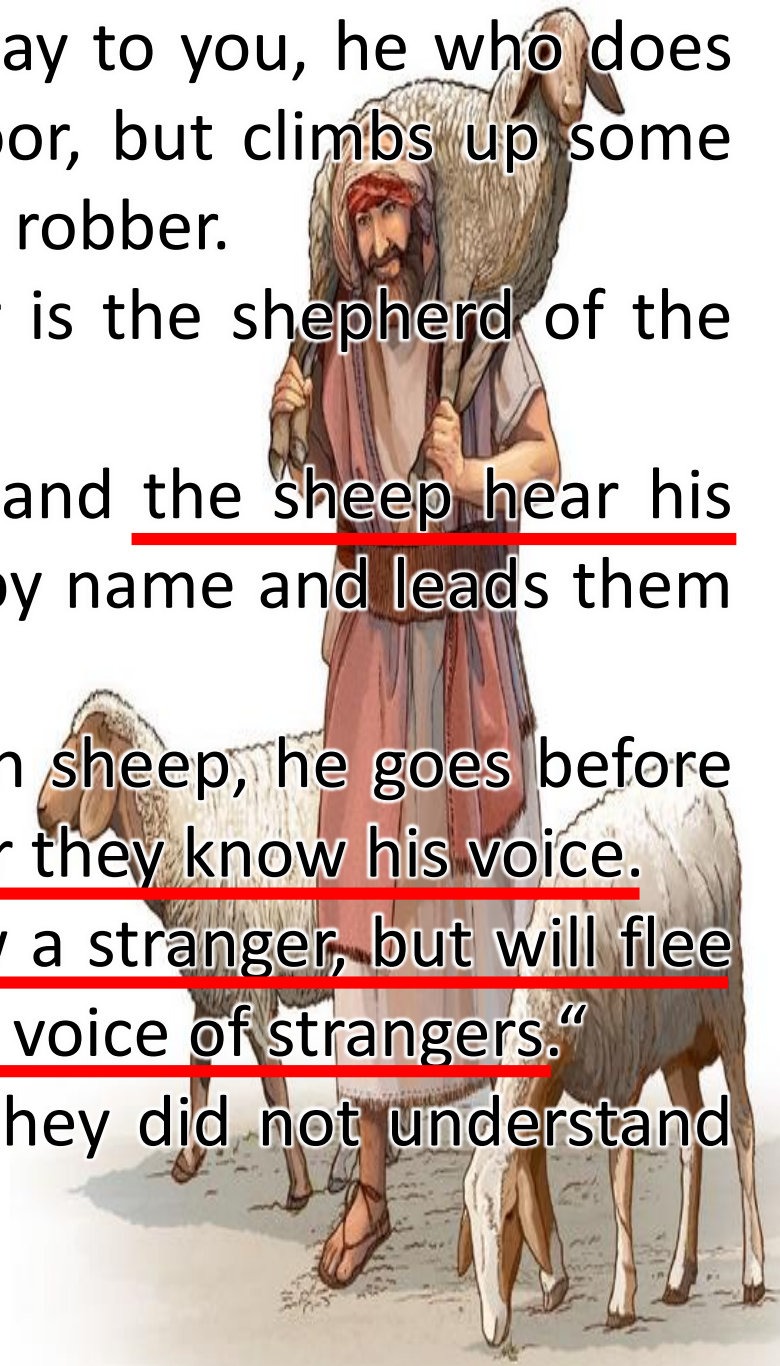 ay to you, he who does
oor, but climbs up some
robber.
is the shepherd of the
and the sheep hear his
by name and leads them
n sheep, he goes before
r they know his voice.
a stranger, but will flee
voice of strangers.“
hey did not understand